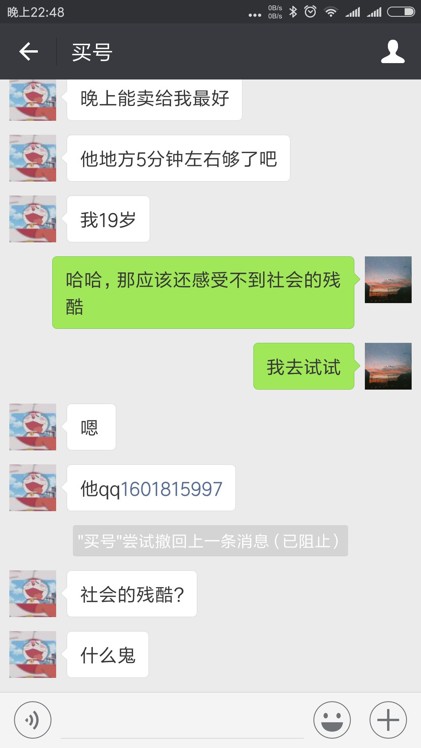 晚上22:48
0B/s
0B/s
买号
晚上能卖给我最好
他地方5分钟左右够了吧
我19岁
哈哈，那应该还感受不到社会的残
酷
我去试试
嗯
他qq1601815997
"买号"尝试撤回上一条消息（已阻止）
社会的残酷?
什么鬼